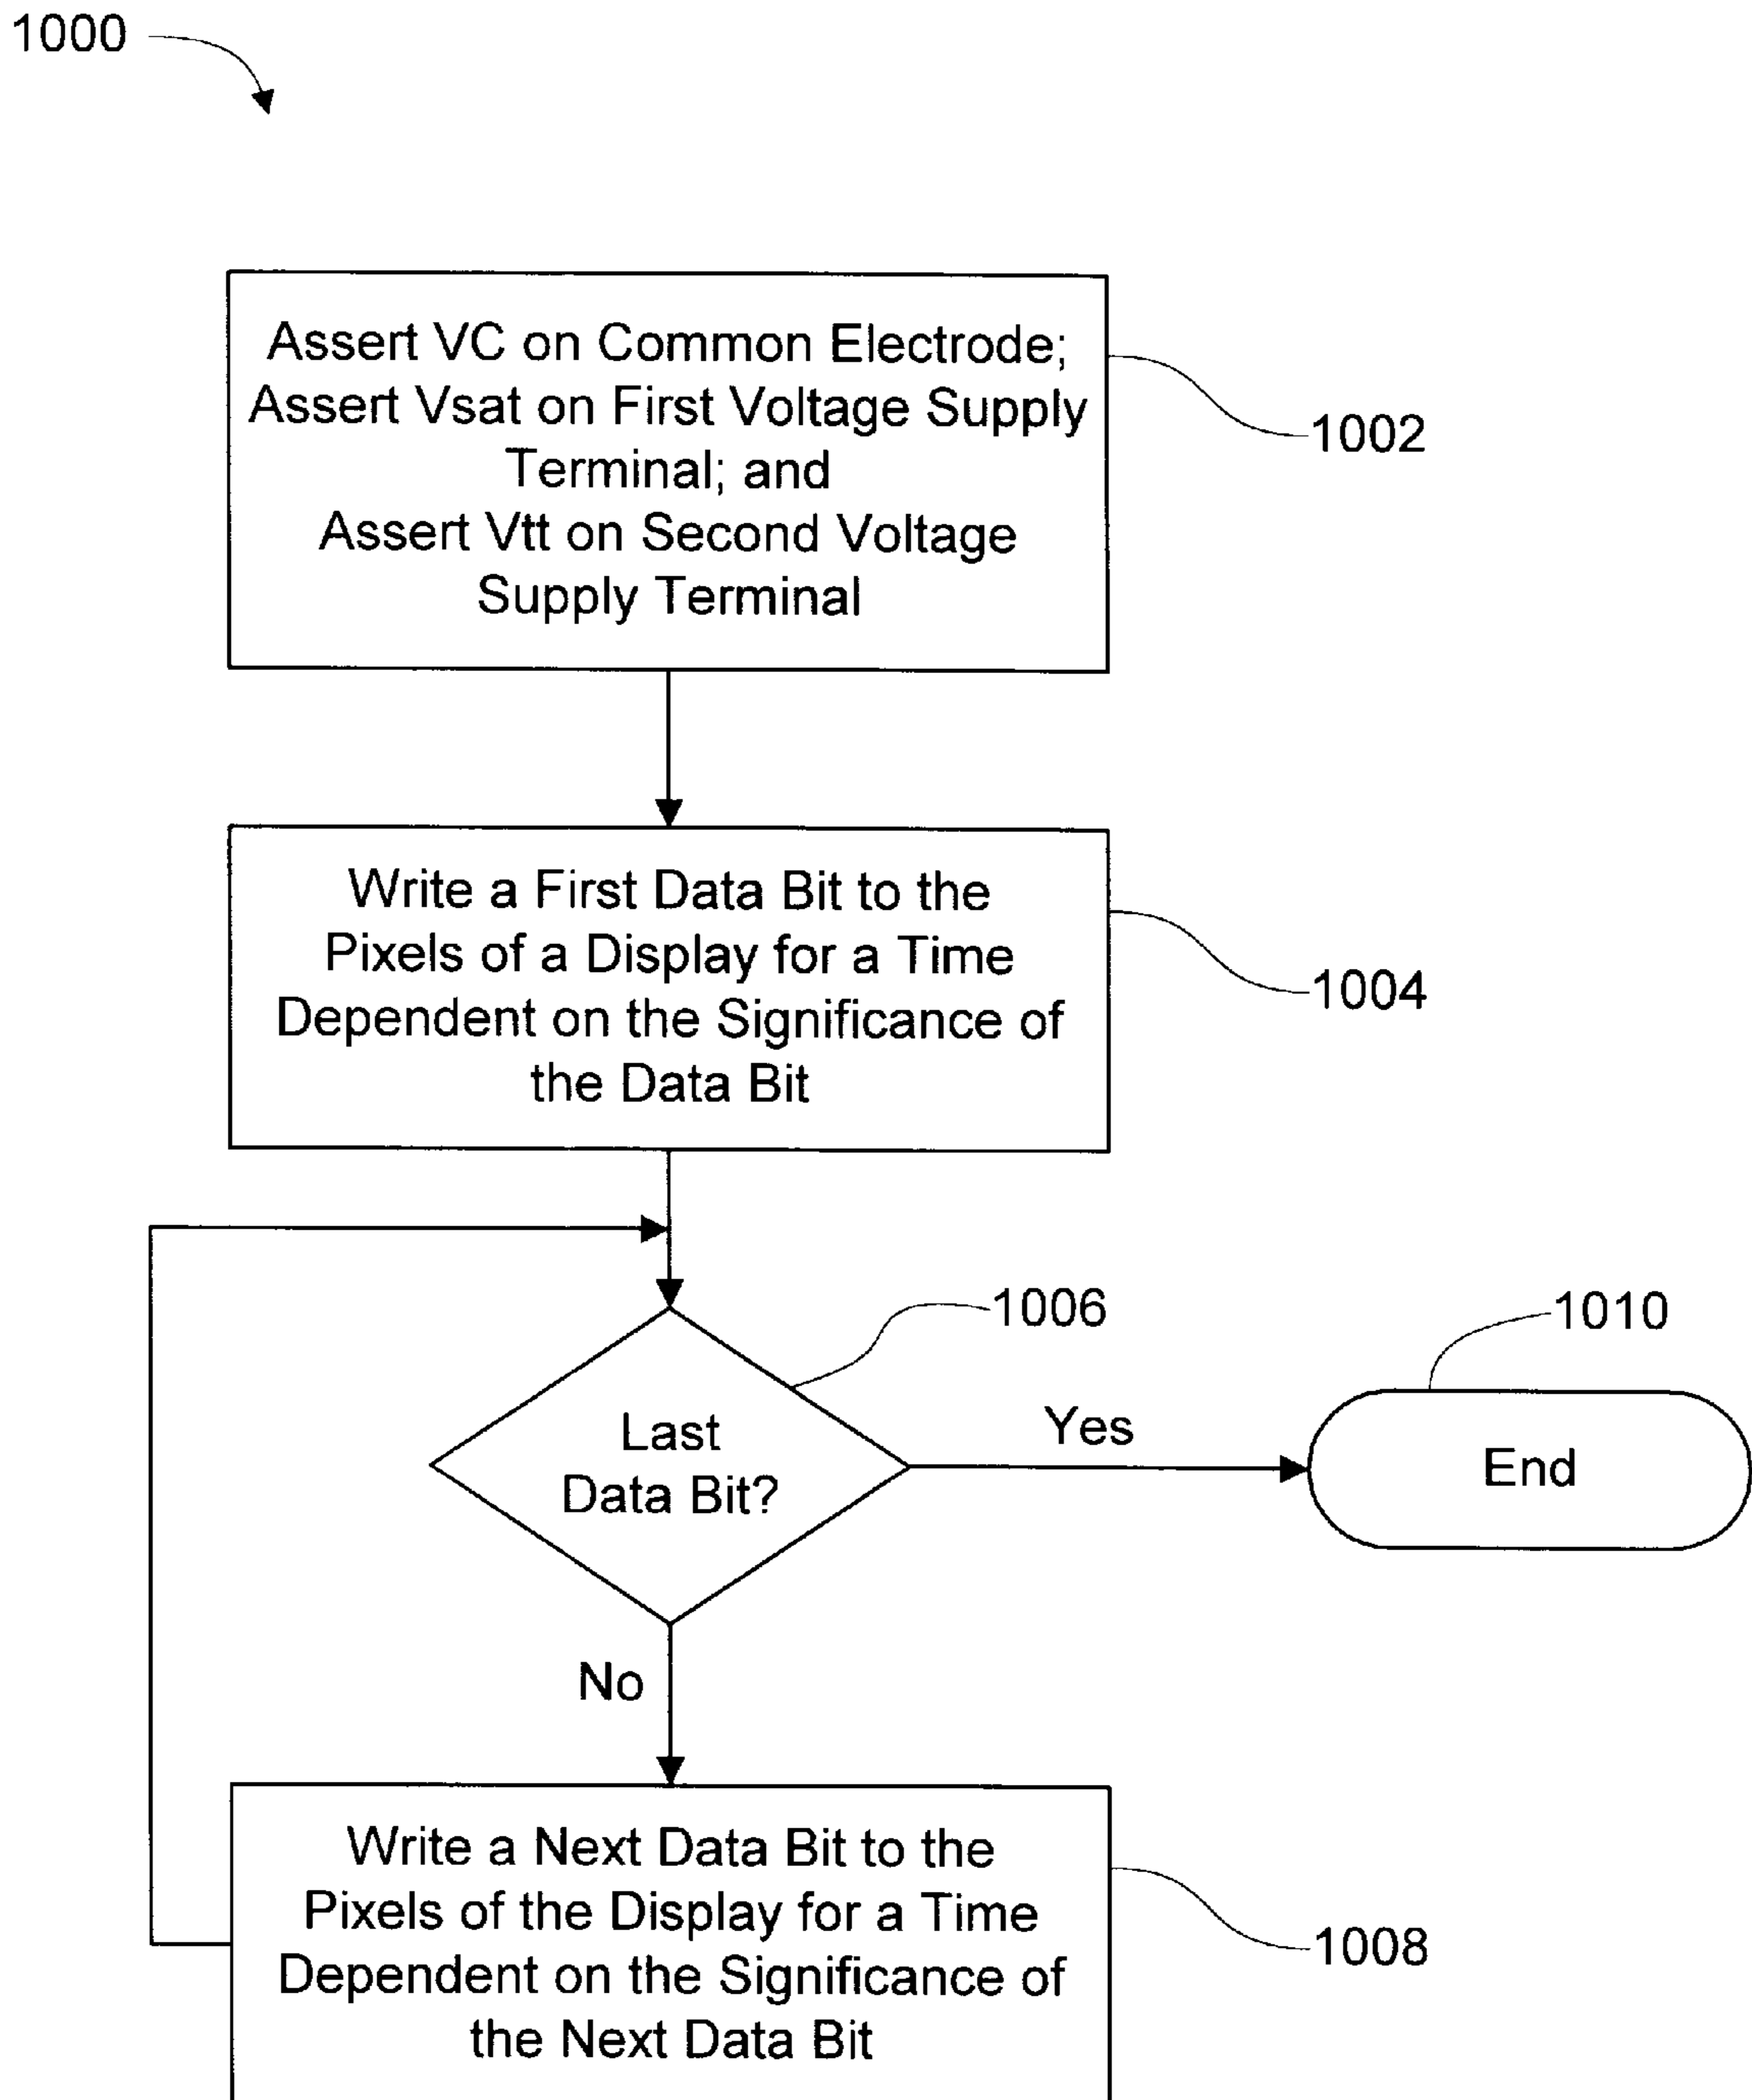 1000
Assert VC on Common Electrode;
Assert Vsat on First Voltage Supply
Terminal; and
Assert Vtt on Second Voltage
Supply Terminal
1002
Write a First Data Bit to the
Pixels of a Display for a Time
Dependent on the Significance of
the Data Bit
1004
1006
1010
Last
Data Bit?
Yes
End
No
Write a Next Data Bit to the
Pixels of the Display for a Time
Dependent on the Significance of
the Next Data Bit
1008